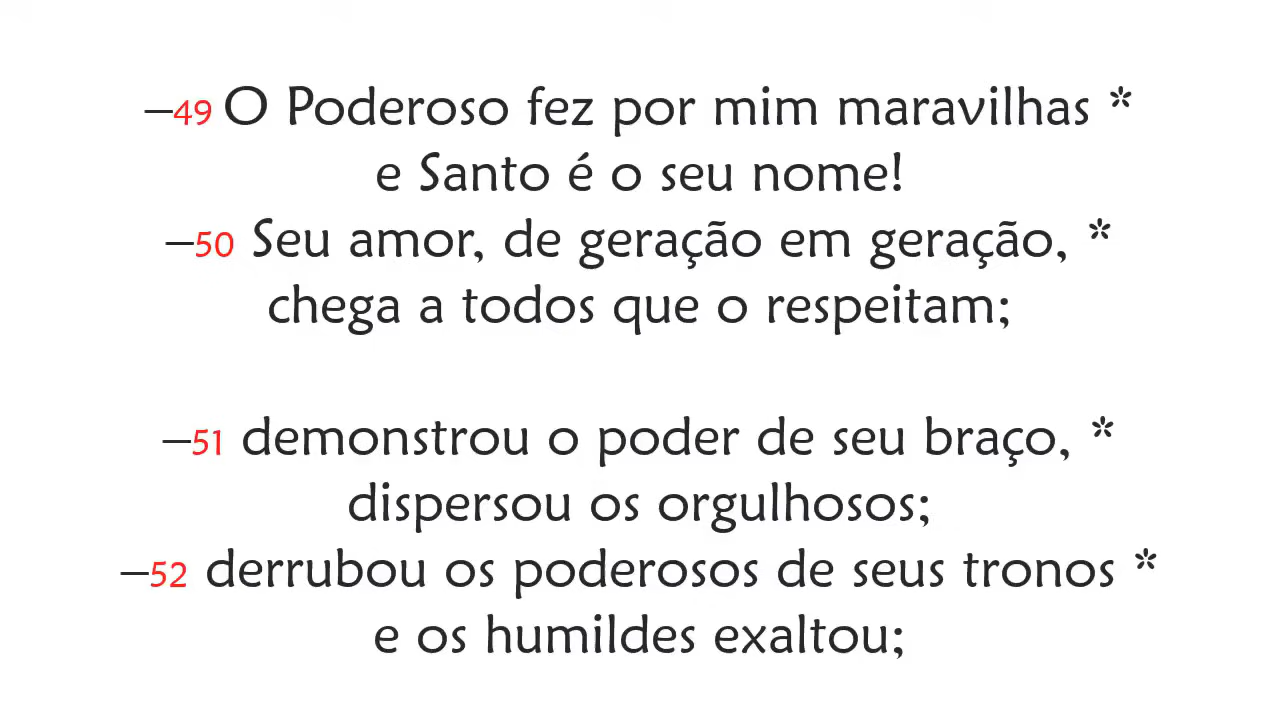 –49 O Poderoso fez por mim maravilhas *
e Santo é o seu nome!
–50 Seu amor, de geração em geração, *
chega a todos que o respeitam;
–51 demonstrou o poder de seu braço, *
dispersou os orgulhosos;
–52 derrubou os poderosos de seus tronos *
e os humildes exaltou;